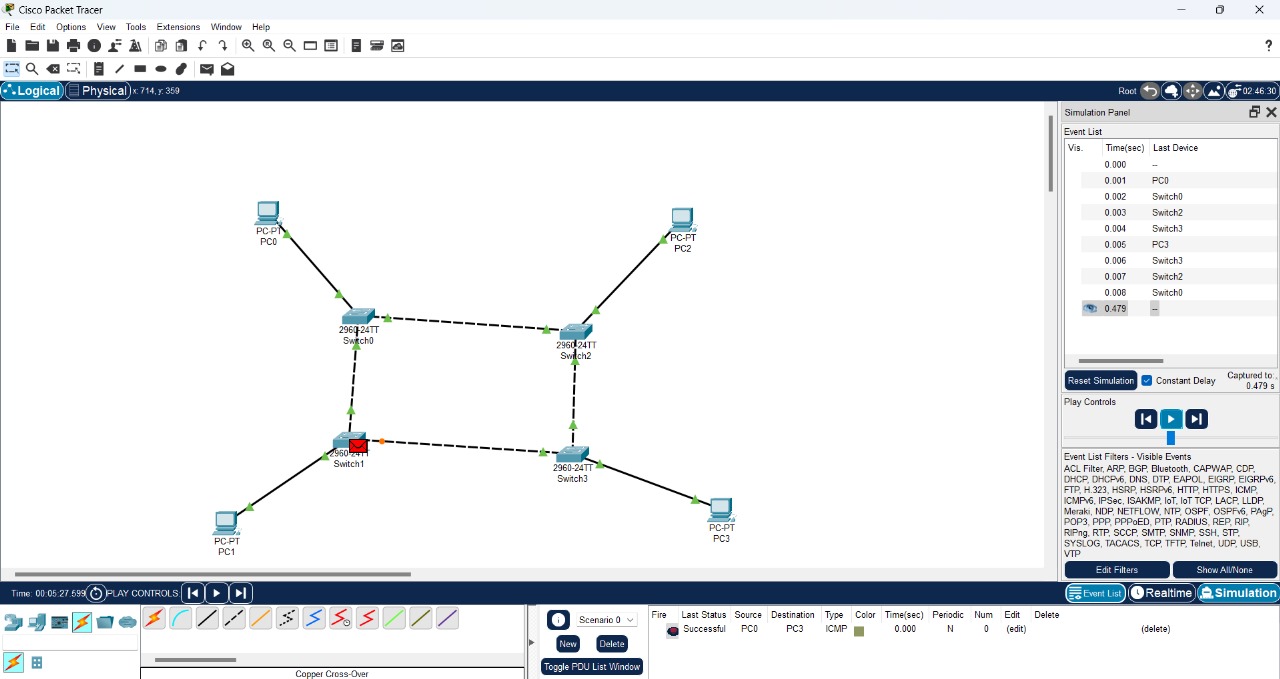 Cisco Packet Tracer
File Edit Options View Tools Extensions Window Help
?
Logical Physical x: 714, y: 359 Root 02:46:30
Simulation Panel
Event List
Vis. Time(sec) Last Device
0.000 --
0.001 PC0
0.002 Switch0
0.003 Switch2
0.004 Switch3
0.005 PC3
0.006 Switch3
0.007 Switch2
0.008 Switch0
0.479 --
Reset Simulation Constant Delay Captured to:
0.479 s
Play Controls
Event List Filters - Visible Events
ACL Filter, ARP, BGP, Bluetooth, CAPWAP, CDP,
DHCP, DHCPv6, DNS, DTP, EAPOL, EIGRP, EIGRPv6,
FTP, H.323, HSRP, HSRPv6, HTTP, HTTPS, ICMP,
ICMPv6, IPSec, ISAKMP, IoT, IoT TCP, LACP, LLDP,
Meraki, NDP, NETFLOW, NTP, OSPF, OSPFv6, PAgP,
POP3, PPP, PPPoED, PTP, RADIUS, REP, RIP,
RIPng, RTP, SCCP, SMTP, SNMP, SSH, STP,
SYSLOG, TACACS, TCP, TFTP, Telnet, UDP, USB,
VTP
Edit Filters Show All/None
PC-PT
PC0
PC-PT
PC2
2960-24TT
Switch0
2960-24TT
Switch2
2960-24TT
Switch1
2960-24TT
Switch3
PC-PT
PC1
PC-PT
PC3
Time: 00:05:27.599 PLAY CONTROLS: Event List Realtime Simulation
Copper Cross-Over
Scenario 0
New Delete
Toggle PDU List Window
Fire Last Status Source Destination Type Color Time(sec) Periodic Num Edit Delete
Successful PC0 PC3 ICMP 0.000 N 0 (edit) (delete)